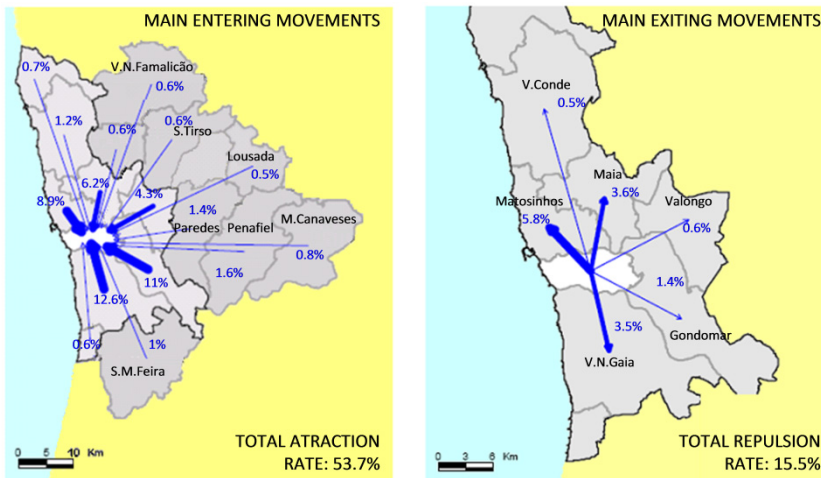 MAIN ENTERING MOVEMENTS
0.7%
V.N.Famalicão
0.6%
1.2%
0.6%
0.6%
S.Tirso
Lousada
0.5%
6.2%
4.3%
8.9%
1.4%
Paredes
Penafiel
M.Canaveses
0.8%
1.6%
11%
12.6%
0.6%
1%
S.M.Feira
0 5 10 Km
TOTAL ATRACTION
RATE: 53.7%
MAIN EXITING MOVEMENTS
V.Conde
0.5%
Maia
3.6%
Matosinhos
5.8%
Valongo
0.6%
1.4%
3.5%
Gondomar
V.N.Gaia
0 3 6 Km
TOTAL REPULSION
RATE: 15.5%